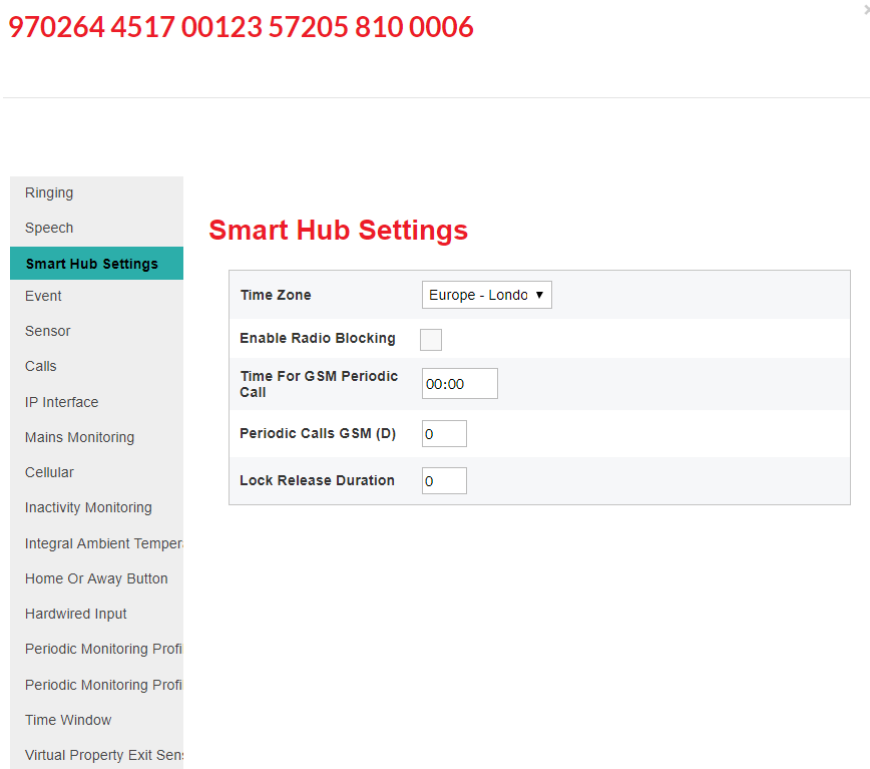 970264 4517 00123 57205 810 0006
Ringing
Speech
Smart Hub Settings
Event
Sensor
Calls
IP Interface
Mains Monitoring
Cellular
Inactivity Monitoring
Integral Ambient Temper
Home Or Away Button
Hardwired Input
Periodic Monitoring Profi
Periodic Monitoring Profi
Time Window
Virtual Property Exit Sen
Smart Hub Settings
Time Zone Europe - Londo
Enable Radio Blocking
Time For GSM Periodic
Call
00:00
Periodic Calls GSM (D) 0
Lock Release Duration 0